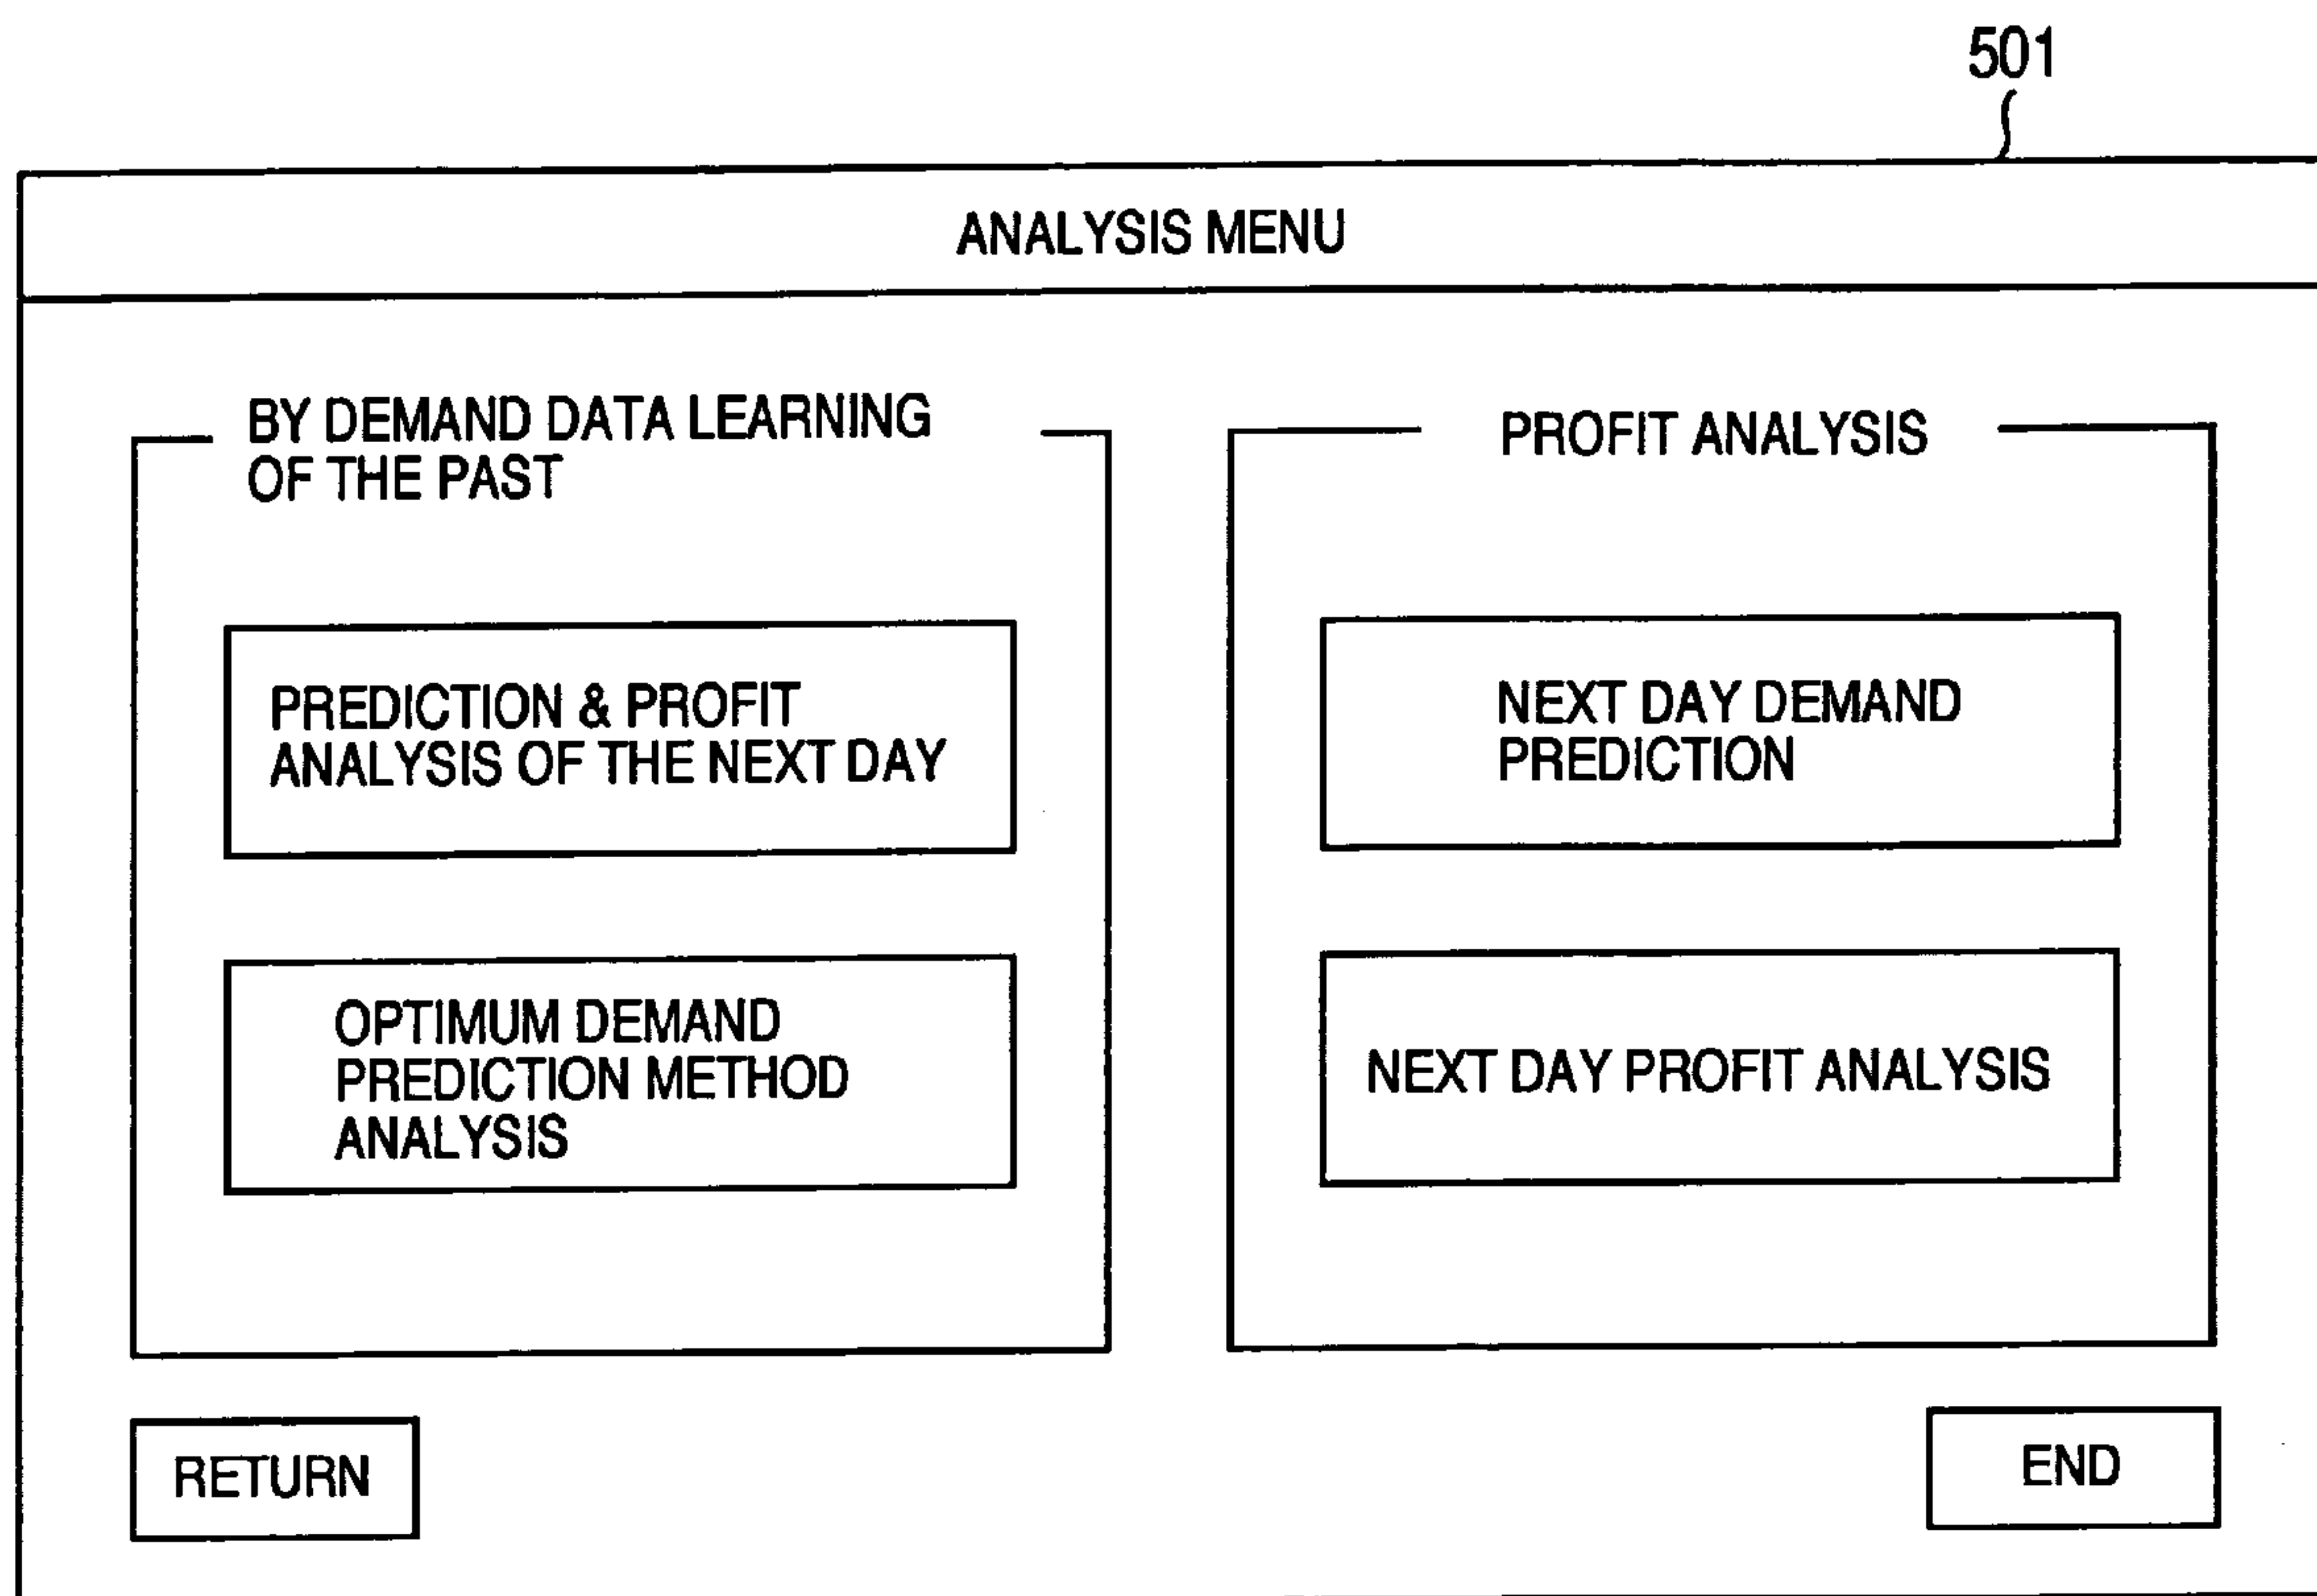 501
ANALYSIS MENU
BY DEMAND DATA LEARNING
OF THE PAST
PREDICTION & PROFIT
ANALYSIS OF THE NEXT DAY
OPTIMUM DEMAND
PREDICTION METHOD
ANALYSIS
PROFIT ANALYSIS
NEXT DAY DEMAND
PREDICTION
NEXT DAY PROFIT ANALYSIS
RETURN
END